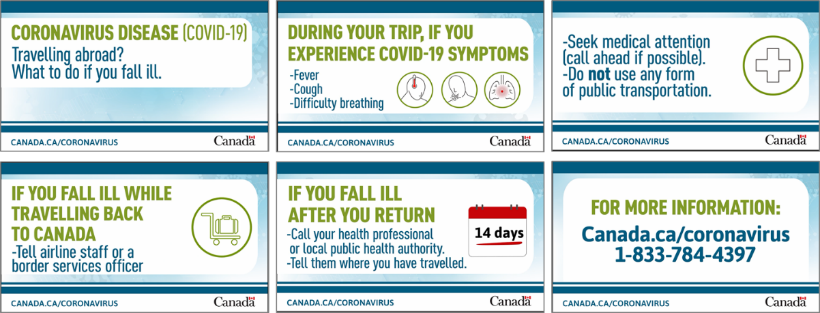 CORONAVIRUS DISEASE (COVID-19)
Travelling abroad?
What to do if you fall ill.
CANADA.CA/CORONAVIRUS
Canada
DURING YOUR TRIP, IF YOU
EXPERIENCE COVID-19 SYMPTOMS
-Fever
-Cough
-Difficulty breathing
CANADA.CA/CORONAVIRUS
Canada
-Seek medical attention
(call ahead if possible).
-Do not use any form
of public transportation.
CANADA.CA/CORONAVIRUS
Canada
IF YOU FALL ILL WHILE
TRAVELLING BACK
TO CANADA
-Tell airline staff or a
border services officer
CANADA.CA/CORONAVIRUS
Canada
IF YOU FALL ILL
AFTER YOU RETURN
-Call your health professional
or local public health authority.
-Tell them where you have travelled.
14 days
CANADA.CA/CORONAVIRUS
Canada
FOR MORE INFORMATION:
Canada.ca/coronavirus
1-833-784-4397
CANADA.CA/CORONAVIRUS
Canada